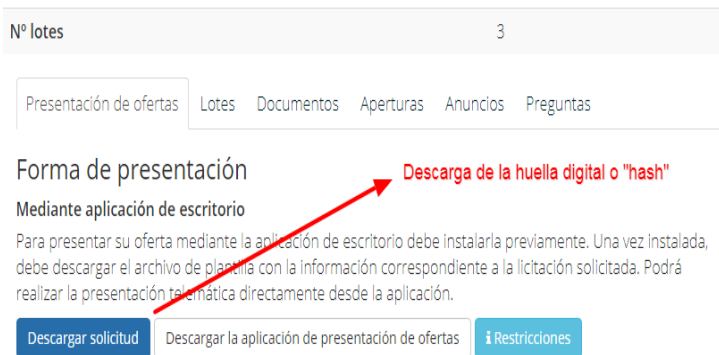 Nº lotes 3
Presentación de ofertas Lotes Documentos Aperturas Anuncios Preguntas
Forma de presentación
Descarga de la huella digital o "hash"
Mediante aplicación de escritorio
Para presentar su oferta mediante la aplicación de escritorio debe instalarla previamente. Una vez instalada,
debe descargar el archivo de plantilla con la información correspondiente a la licitación solicitada. Podrá
realizar la presentación telemática directamente desde la aplicación.
Descargar solicitud Descargar la aplicación de presentación de ofertas i Restricciones